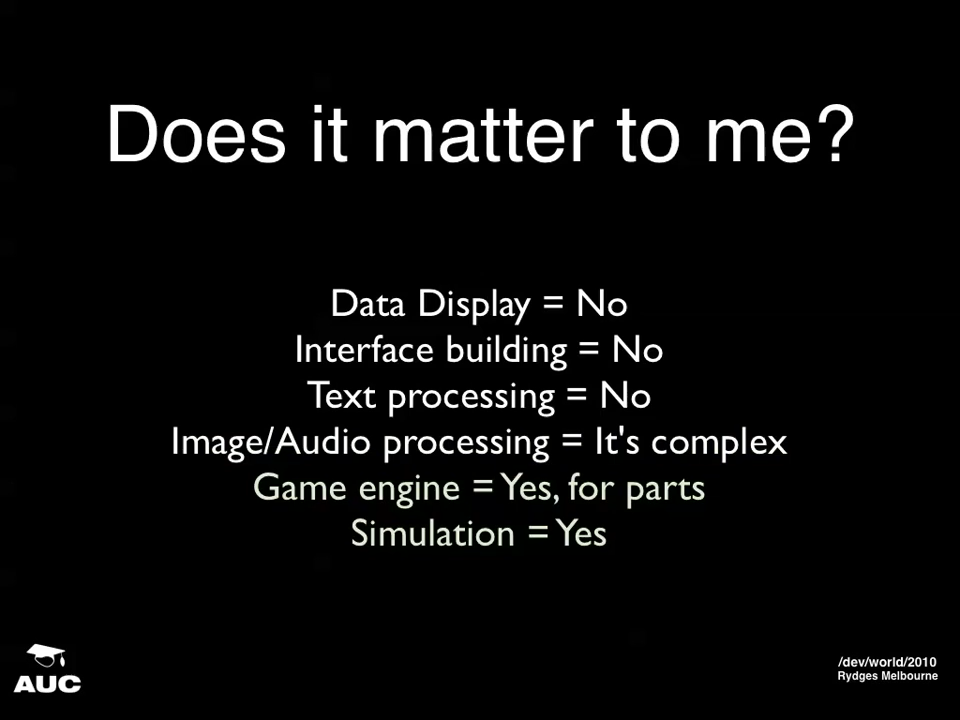 Does it matter to me?
Data Display = No
Interface building = No
Text processing = No
Image/Audio processing = It's complex
Game engine = Yes, for parts
Simulation = Yes
AUC
/dev/world/2010
Rydges Melbourne